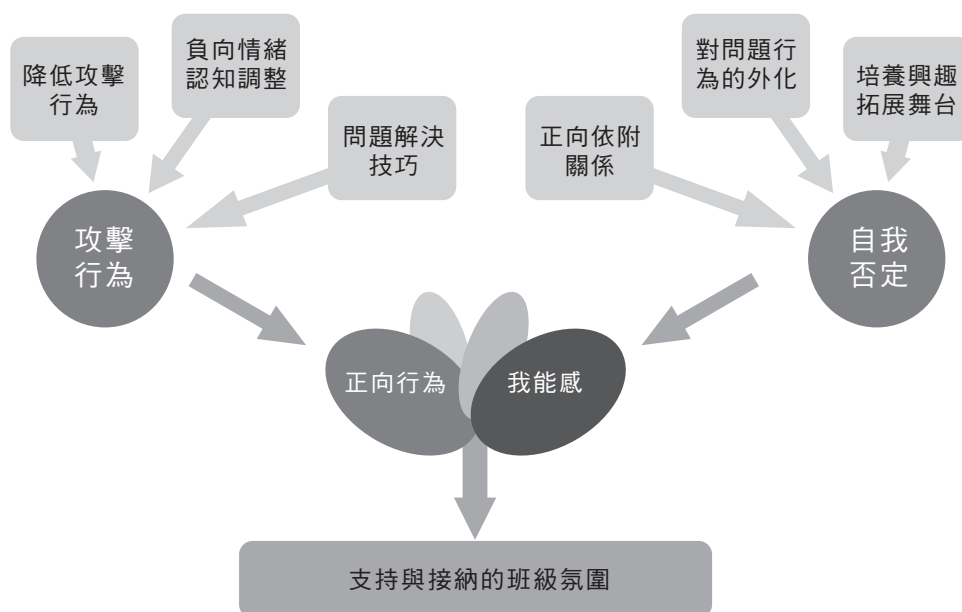 降低攻擊
行為
負向情緒
認知調整
問題解決
技巧
正向依附
關係
對問題行
為的外化
培養興趣
拓展舞台
攻擊
行為
自我
否定
正向行為
我能感
支持與接納的班級氛圍